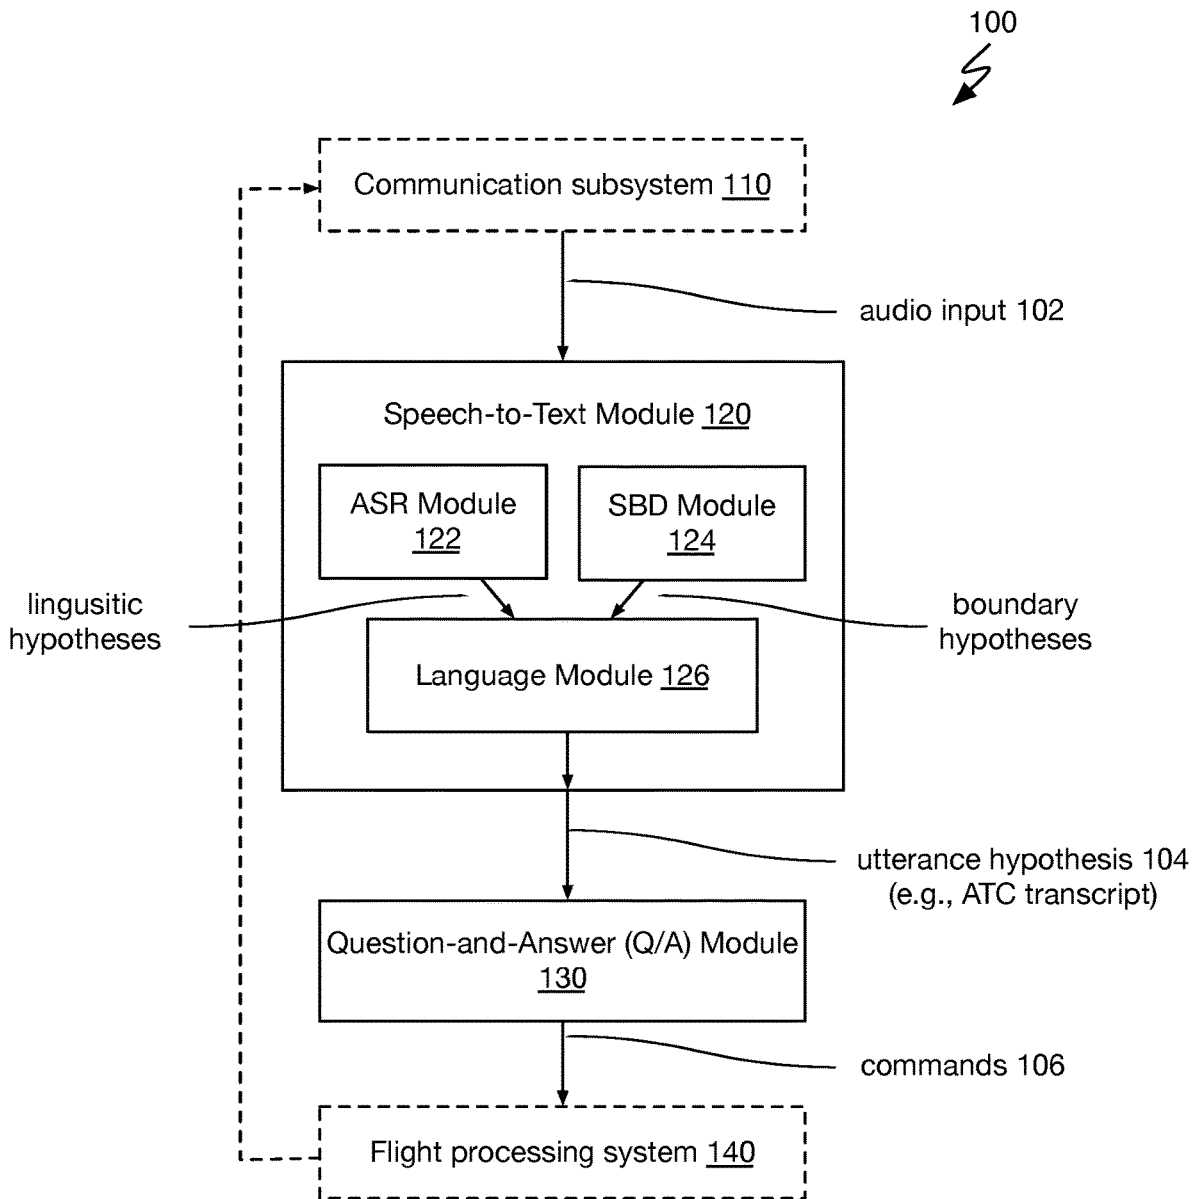 100
Communication subsystem 110
audio input 102
Speech-to-Text Module 120
ASR Module
122
SBD Module
124
lingusitic
hypotheses
boundary
hypotheses
Language Module 126
utterance hypothesis 104
(e.g., ATC transcript)
Question-and-Answer (Q/A) Module
130
commands 106
Flight processing system 140